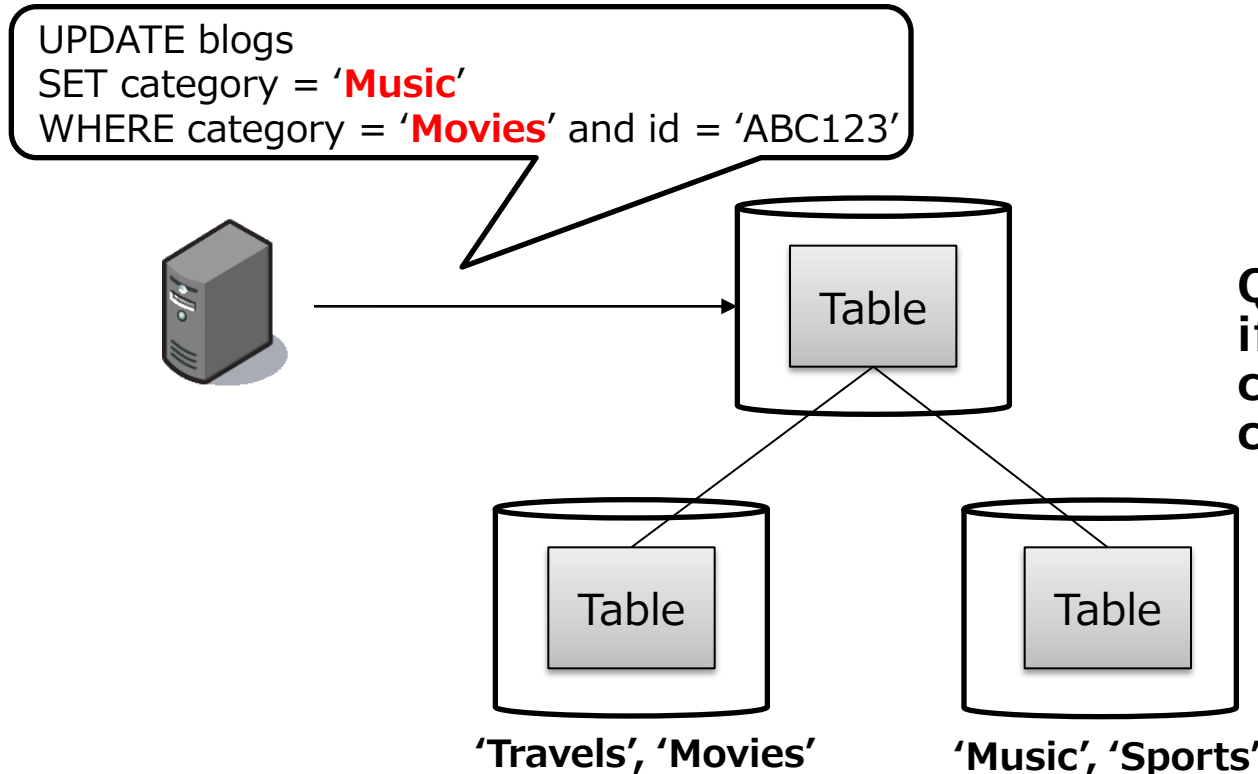 UPDATE blogs
SET category = ‘Music’
WHERE category = ‘Movies’ and id = ‘ABC123’
Table
Table
Table
‘Travels’, ‘Movies’
‘Music’, ‘Sports’